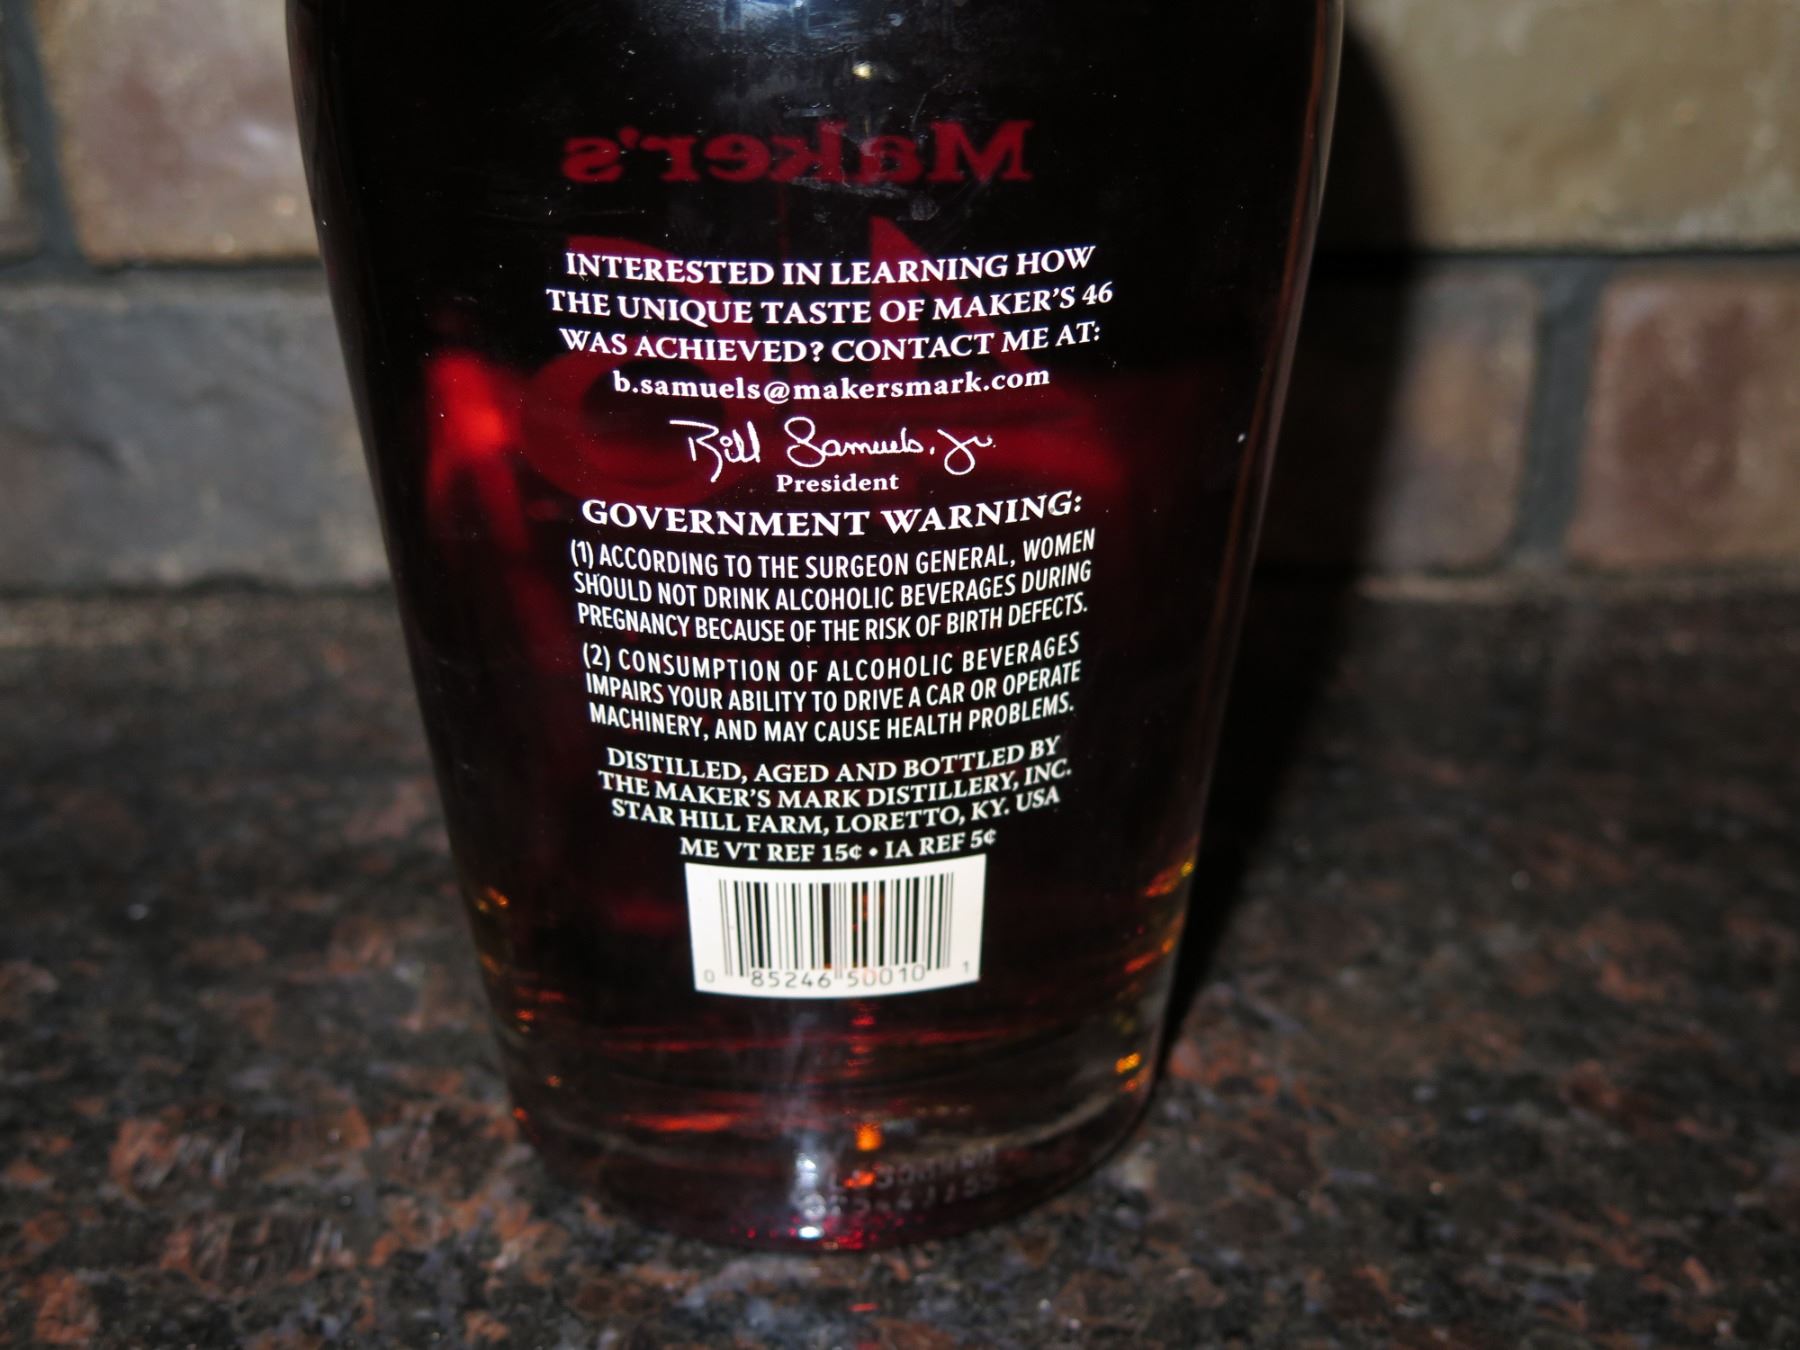 Maker's
46
INTERESTED IN LEARNING HOW
THE UNIQUE TASTE OF MAKER'S 46
WAS ACHIEVED? CONTACT ME AT:
b.samuels@makersmark.com
Bill Samuels, Jr.
President
GOVERNMENT WARNING:
(1) ACCORDING TO THE SURGEON GENERAL, WOMEN
SHOULD NOT DRINK ALCOHOLIC BEVERAGES DURING
PREGNANCY BECAUSE OF THE RISK OF BIRTH DEFECTS.
(2) CONSUMPTION OF ALCOHOLIC BEVERAGES
IMPAIRS YOUR ABILITY TO DRIVE A CAR OR OPERATE
MACHINERY, AND MAY CAUSE HEALTH PROBLEMS.
DISTILLED, AGED AND BOTTLED BY
THE MAKER'S MARK DISTILLERY, INC.
STAR HILL FARM, LORETTO, KY. USA
ME VT REF 15¢ • IA REF 5¢
0 85246 50010 1